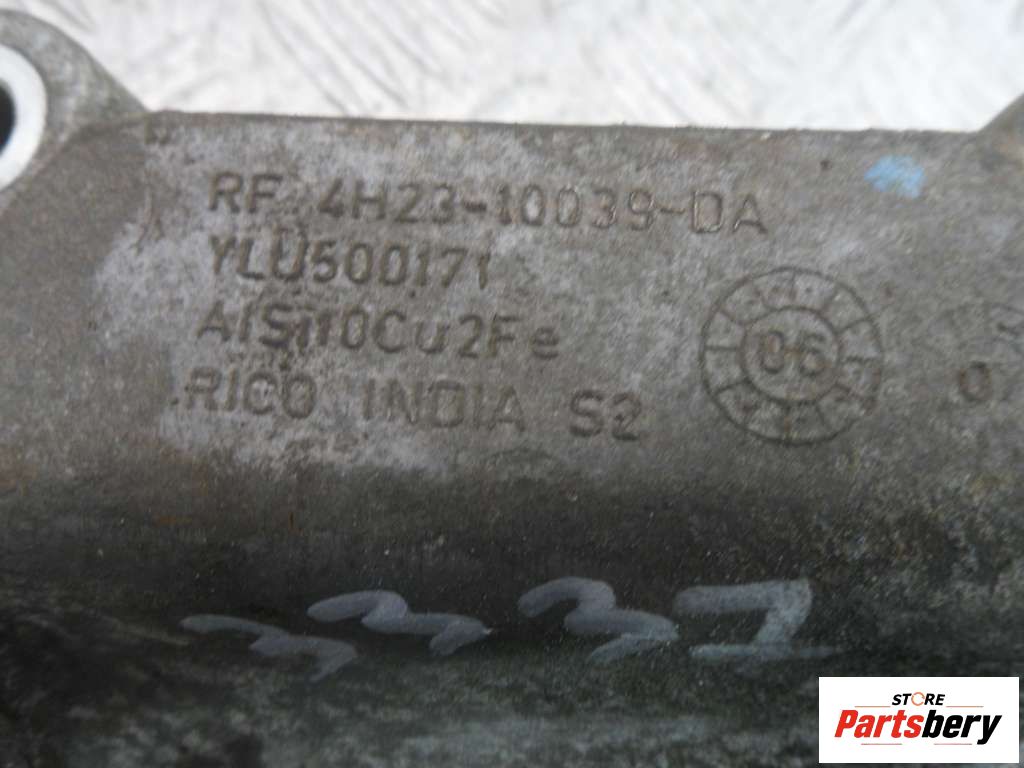 RF 4H23-10039-DA
YLU500171
AlSi10Cu2Fe
RICO INDIA S2
06
STORE
Partsbery